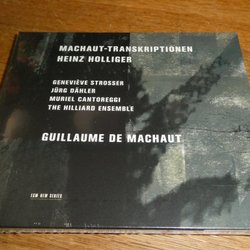 MACHAUT-TRANSKRIPTIONEN
HEINZ HOLLIGER
GENEVIÈVE STROSSER
JÜRG DÄHLER
MURIEL CANTOREGGI
THE HILLIARD ENSEMBLE
GUILLAUME DE MACHAUT
ECM NEW SERIES